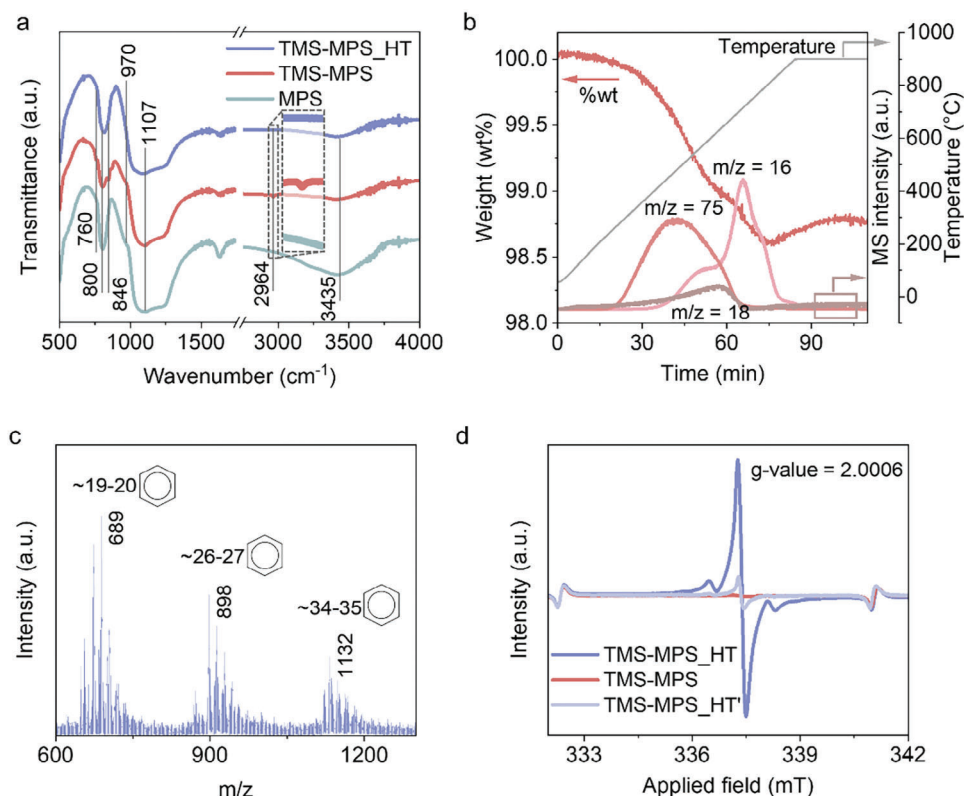 a
Transmittance (a.u.)
970
1107
TMS-MPS_HT
TMS-MPS
MPS
760
800
846
2964
3435
500 1000 1500 3000 3500 4000
Wavenumber (cm⁻¹)
b
Weight (wt%)
100.0
99.5
99.0
98.5
98.0
Temperature
%wt
m/z = 16
m/z = 75
m/z = 18
MS intensity (a.u.)
Temperature (°C)
1000
800
600
400
200
0
0 30 60 90
Time (min)
c
Intensity (a.u.)
~19-20
689
~26-27
898
~34-35
1132
600 900 1200
m/z
d
Intensity (a.u.)
g-value = 2.0006
TMS-MPS_HT
TMS-MPS
TMS-MPS_HT'
333 336 339 342
Applied field (mT)